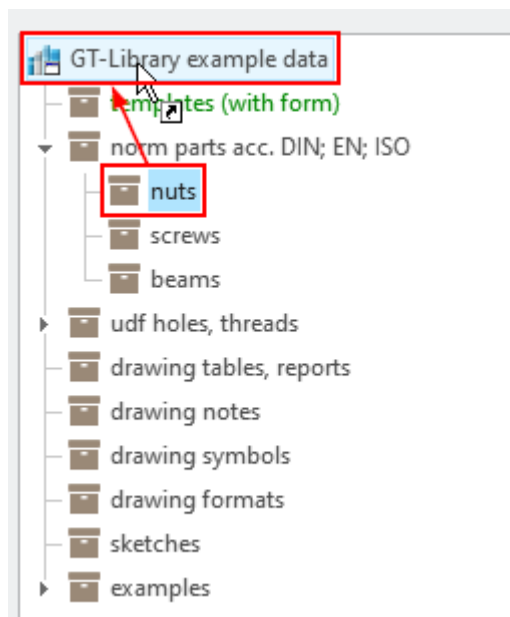 GT-Library example data
templates (with form)
norm parts acc. DIN; EN; ISO
nuts
screws
beams
udf holes, threads
drawing tables, reports
drawing notes
drawing symbols
drawing formats
sketches
examples